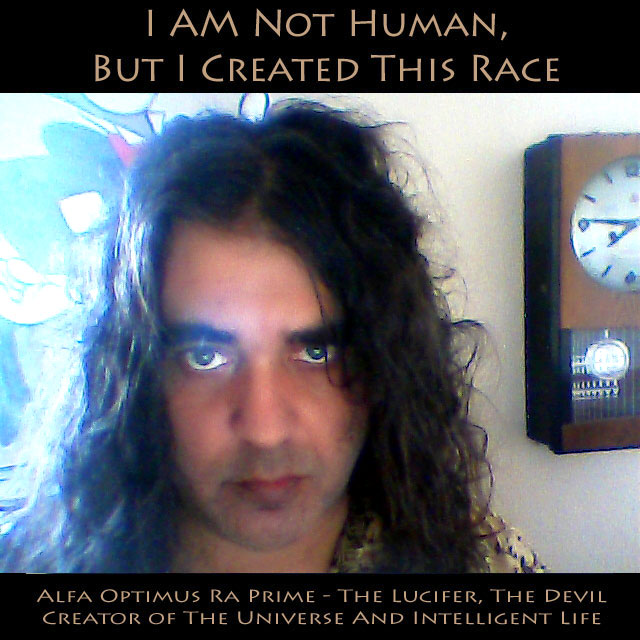 I AM Not Human,
But I Created This Race
Alfa Optimus Ra Prime - The Lucifer, The Devil
Creator of The Universe And Intelligent Life